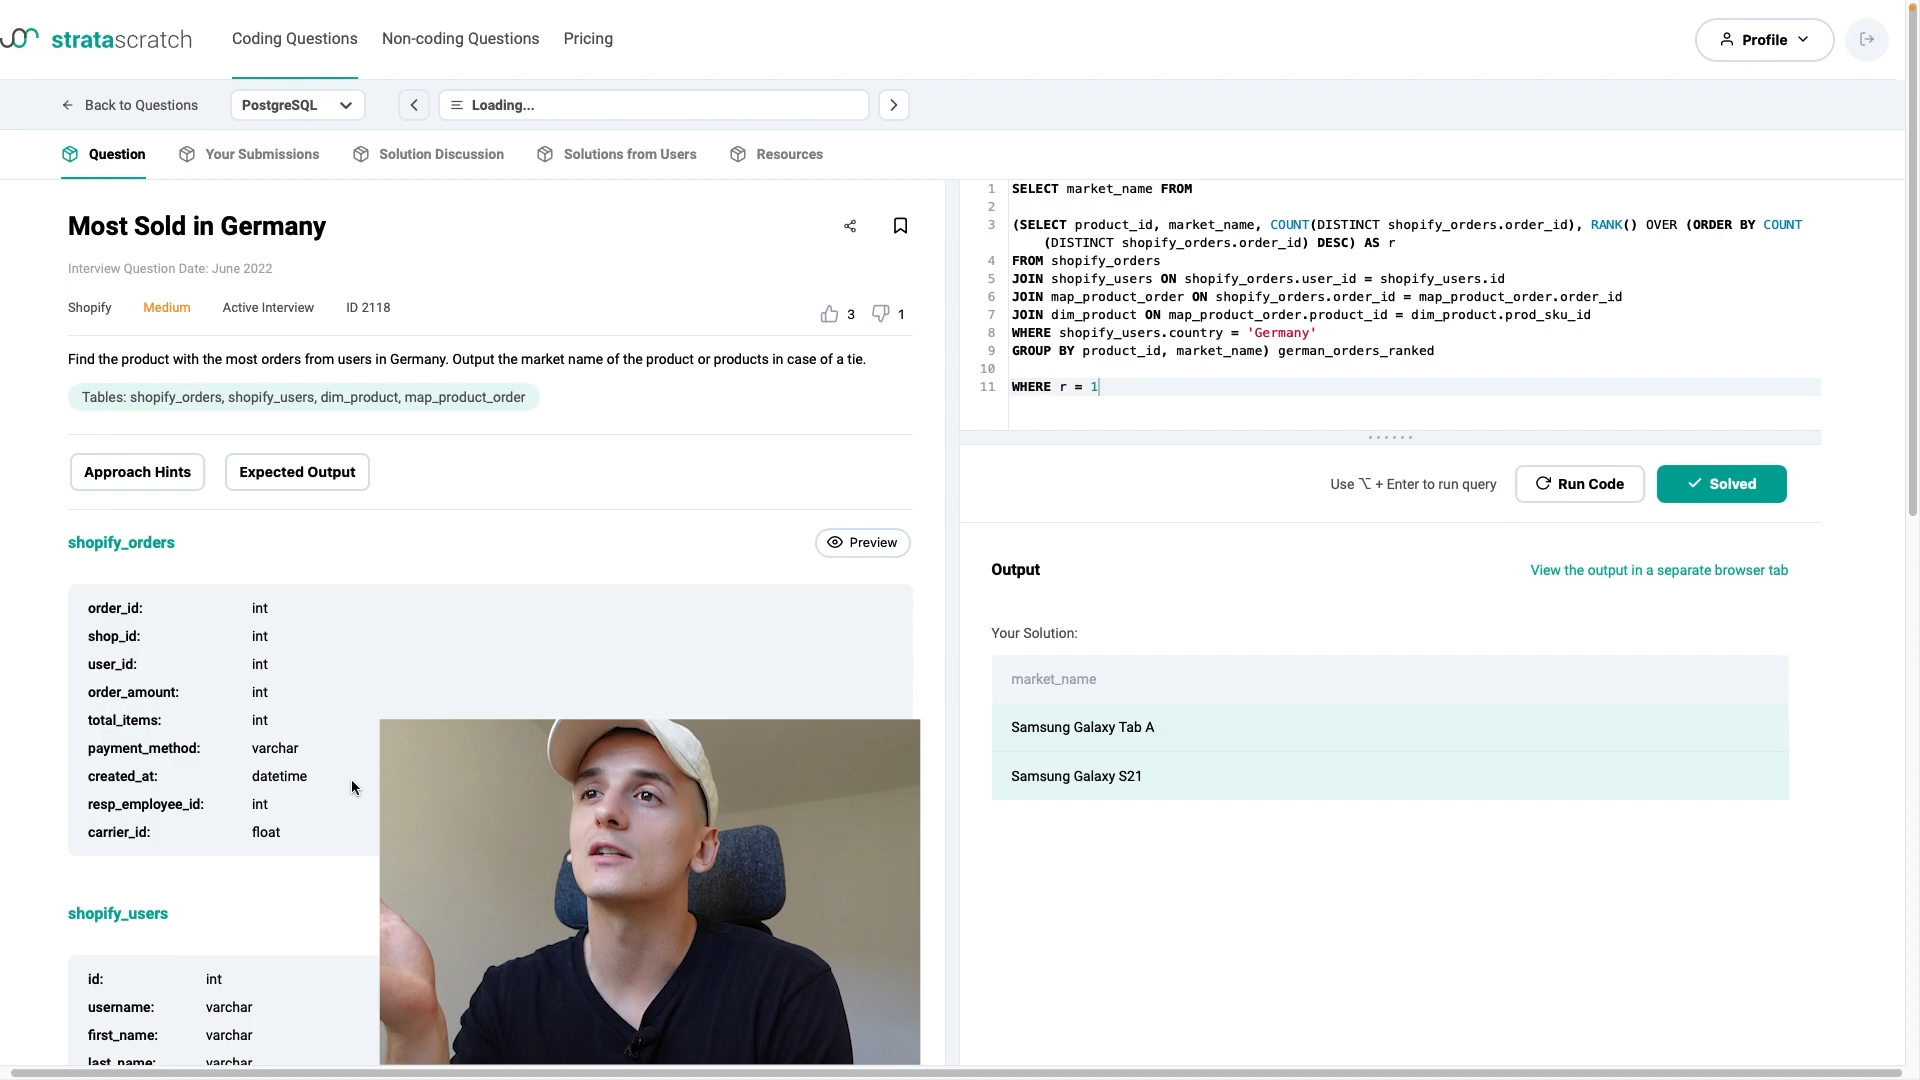 stratascratch
Coding Questions
Non-coding Questions
Pricing
Profile
Back to Questions
PostgreSQL
Loading...
Question
Your Submissions
Solution Discussion
Solutions from Users
Resources
Most Sold in Germany
Interview Question Date: June 2022
Shopify
Medium
Active Interview
ID 2118
3
1
Find the product with the most orders from users in Germany. Output the market name of the product or products in case of a tie.
Tables: shopify_orders, shopify_users, dim_product, map_product_order
Approach Hints
Expected Output
shopify_orders
Preview
order_id: int
shop_id: int
user_id: int
order_amount: int
total_items: int
payment_method: varchar
created_at: datetime
resp_employee_id: int
carrier_id: float
shopify_users
id: int
username: varchar
first_name: varchar
last_name: varchar
1 SELECT market_name FROM
2
3 (SELECT product_id, market_name, COUNT(DISTINCT shopify_orders.order_id), RANK() OVER (ORDER BY COUNT
(DISTINCT shopify_orders.order_id) DESC) AS r
4 FROM shopify_orders
5 JOIN shopify_users ON shopify_orders.user_id = shopify_users.id
6 JOIN map_product_order ON shopify_orders.order_id = map_product_order.order_id
7 JOIN dim_product ON map_product_order.product_id = dim_product.prod_sku_id
8 WHERE shopify_users.country = 'Germany'
9 GROUP BY product_id, market_name) german_orders_ranked
10
11 WHERE r = 1
Use ⌥ + Enter to run query
Run Code
Solved
Output
View the output in a separate browser tab
Your Solution:
market_name
Samsung Galaxy Tab A
Samsung Galaxy S21